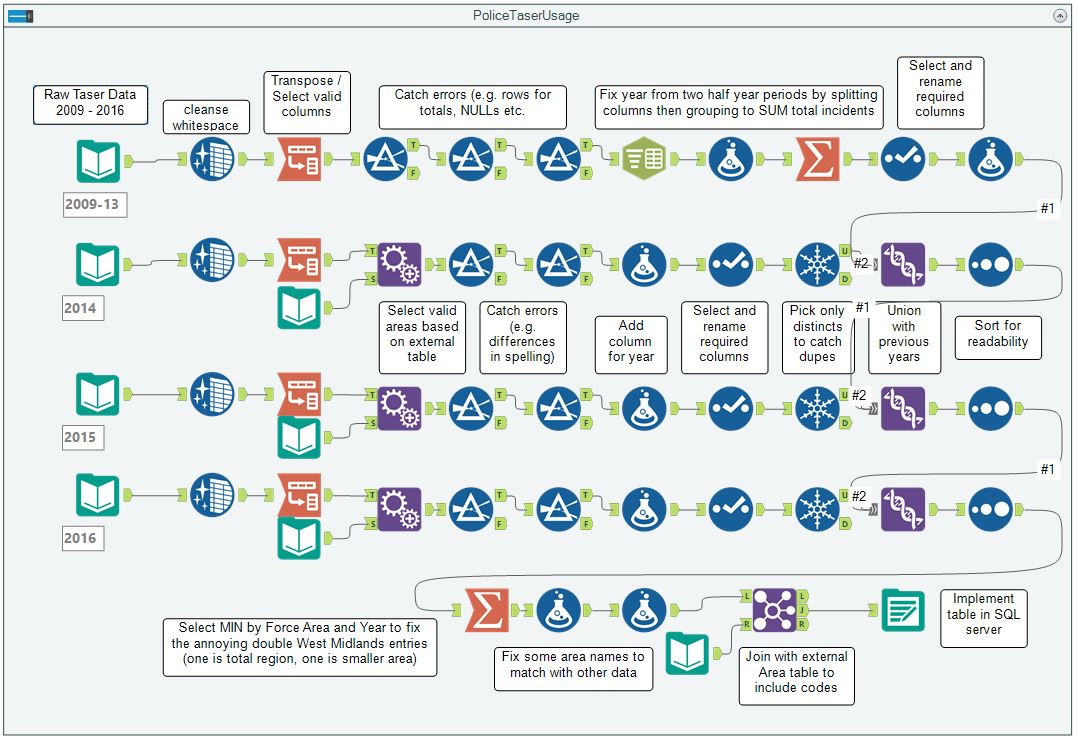 PoliceTaserUsage
Raw Taser Data
2009 - 2016
cleanse
whitespace
Transpose /
Select valid
columns
Catch errors (e.g. rows for
totals, NULLs etc.
Fix year from two half year periods by splitting
columns then grouping to SUM total incidents
Select and
rename
required
columns
T
F
T
F
T
F
2009-13
#1
T
S
T
F
T
F
U
D
#2
2014
Select valid
areas based
on external
table
Catch errors
(e.g.
differences
in spelling)
Add
column
for year
Select and
rename
required
columns
Pick only
distincts
to catch
dupes
#1
Union
with
previous
years
Sort for
readability
T
S
T
F
T
F
U
D
#2
2015
#1
T
S
T
F
T
F
U
D
#2
2016
Select MIN by Force Area and Year to fix
the annoying double West Midlands entries
(one is total region, one is smaller area)
Fix some area names to
match with other data
L
R
L
J
R
Join with external
Area table to
include codes
Implement
table in SQL
server